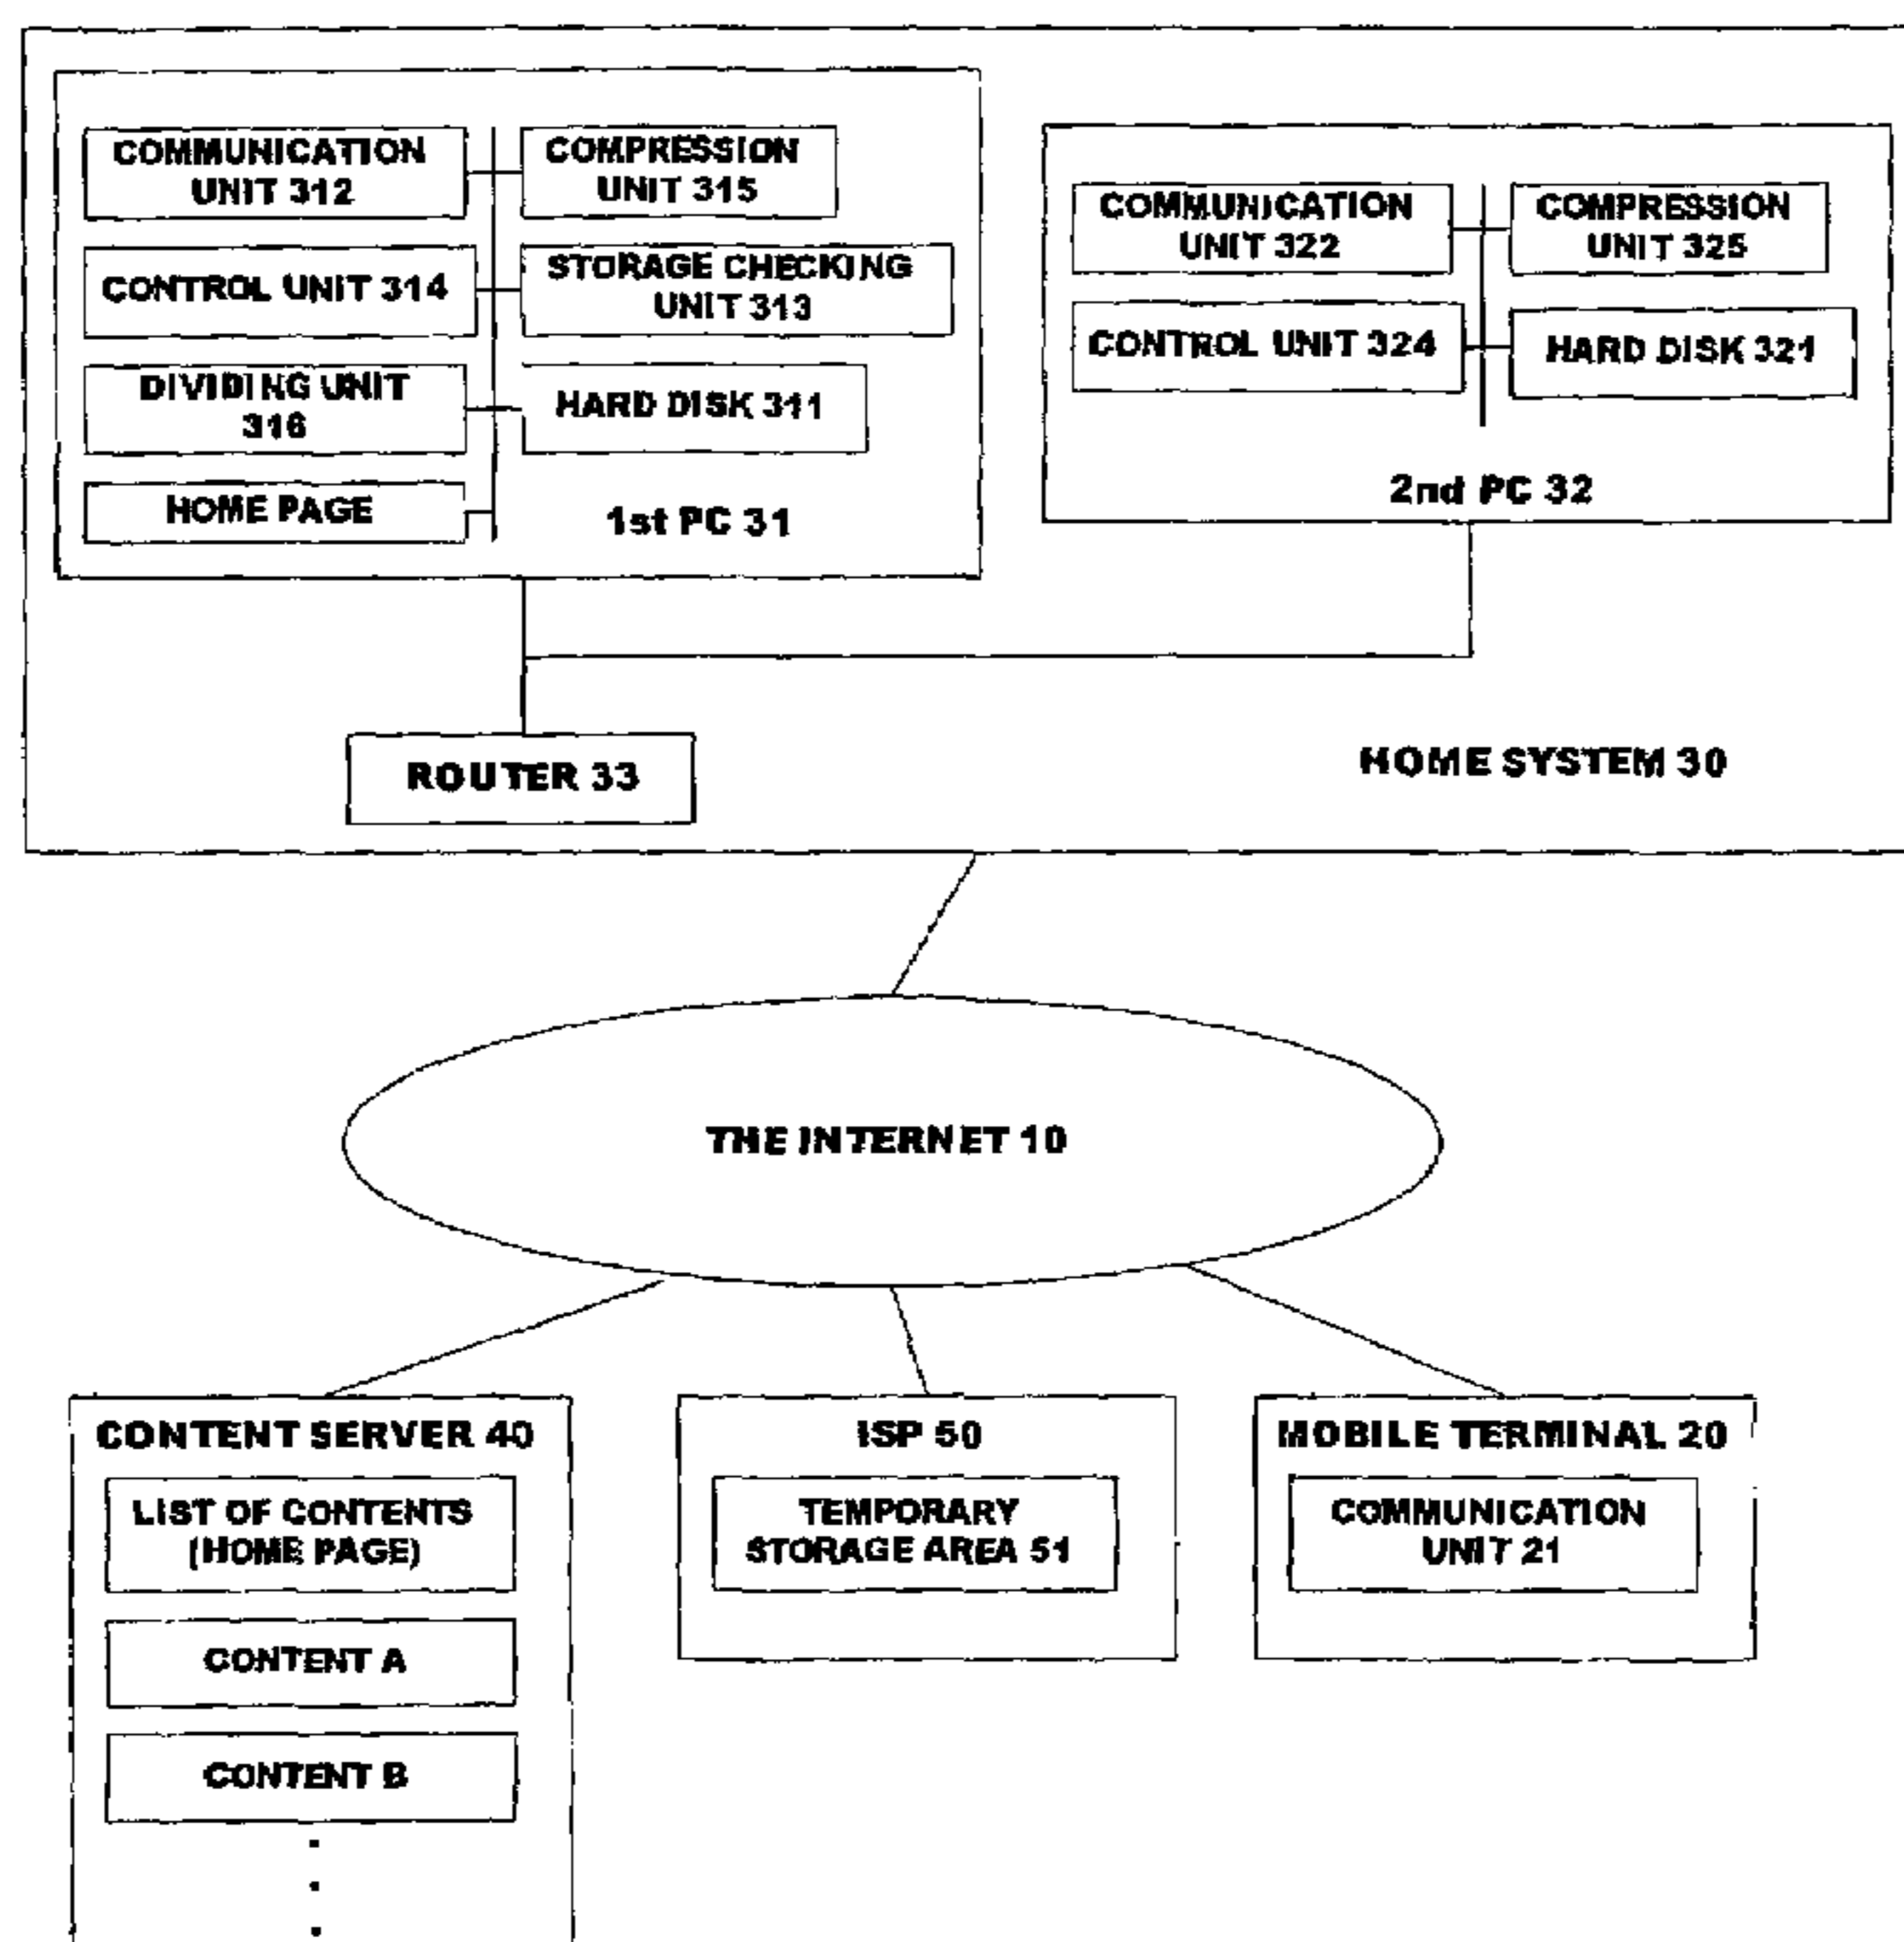 COMMUNICATION
UNIT 312
COMPRESSION
UNIT 315
CONTROL UNIT 314
STORAGE CHECKING
UNIT 313
DIVIDING UNIT
316
HARD DISK 311
HOME PAGE
1st PC 31
COMMUNICATION
UNIT 322
COMPRESSION
UNIT 325
CONTROL UNIT 324
HARD DISK 321
2nd PC 32
ROUTER 33
HOME SYSTEM 30
THE INTERNET 10
CONTENT SERVER 40
LIST OF CONTENTS
(HOME PAGE)
CONTENT A
CONTENT B
ISP 50
TEMPORARY
STORAGE AREA 51
MOBILE TERMINAL 20
COMMUNICATION
UNIT 21